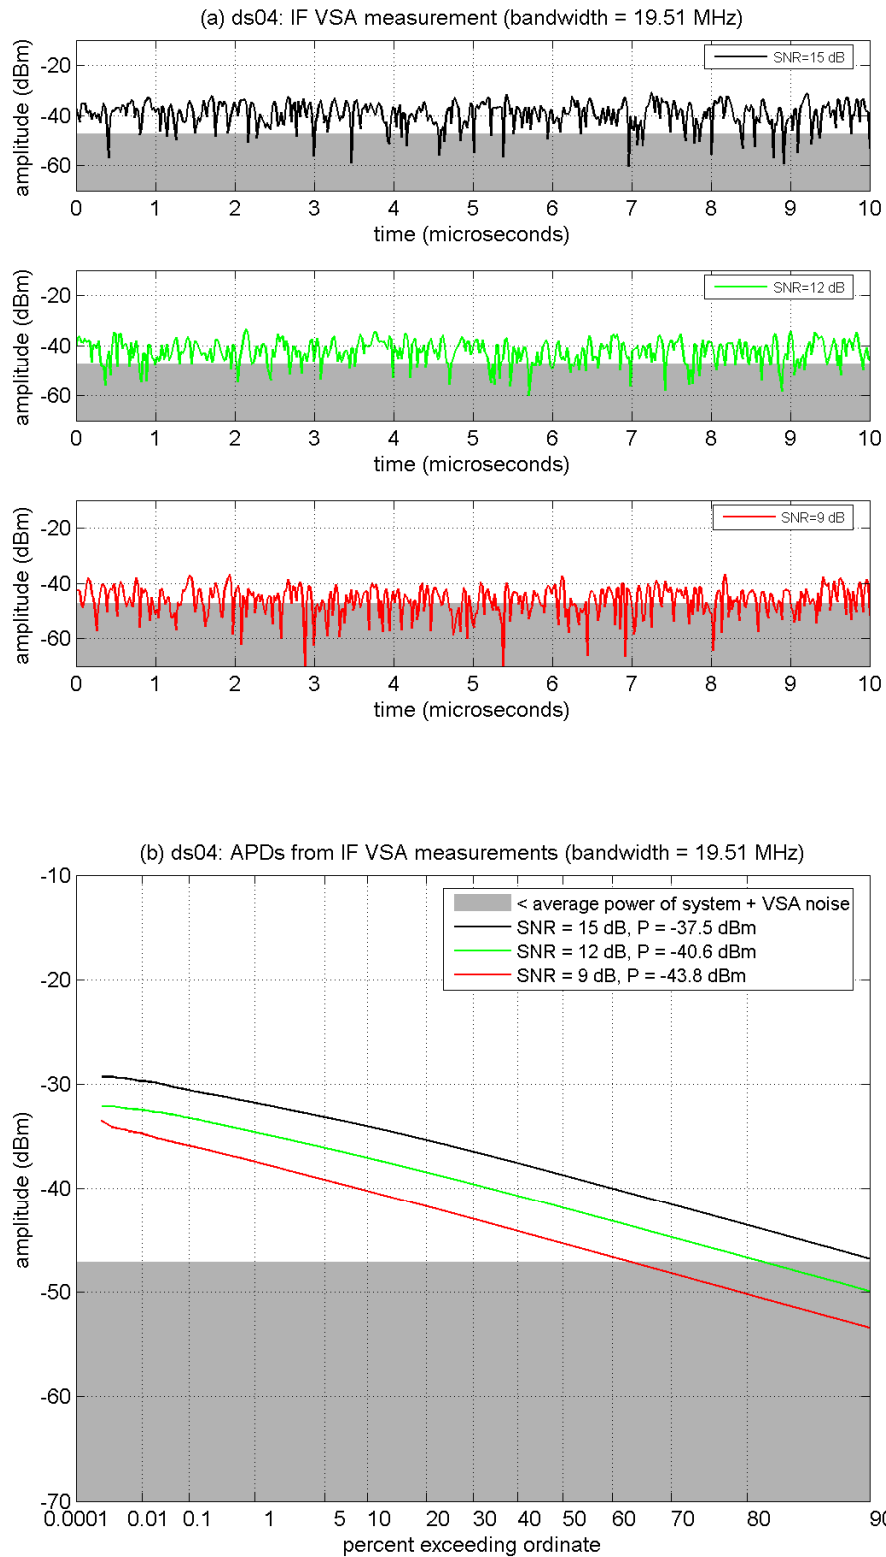 (a) ds04: IF VSA measurement (bandwidth = 19.51 MHz)
SNR=15 dB
amplitude (dBm)
-20
-40
-60
0 1 2 3 4 5 6 7 8 9 10
time (microseconds)
SNR=12 dB
amplitude (dBm)
-20
-40
-60
0 1 2 3 4 5 6 7 8 9 10
time (microseconds)
SNR=9 dB
amplitude (dBm)
-20
-40
-60
0 1 2 3 4 5 6 7 8 9 10
time (microseconds)
(b) ds04: APDs from IF VSA measurements (bandwidth = 19.51 MHz)
< average power of system + VSA noise
SNR = 15 dB, P = -37.5 dBm
SNR = 12 dB, P = -40.6 dBm
SNR = 9 dB, P = -43.8 dBm
amplitude (dBm)
-10
-20
-30
-40
-50
-60
-70
0.0001 0.01 0.1 1 5 10 20 30 40 50 60 70 80 90
percent exceeding ordinate